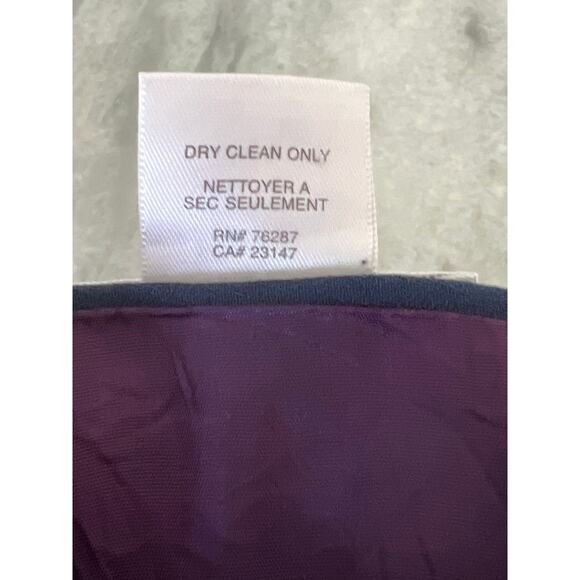 DRY CLEAN ONLY
NETTOYER A
SEC SEULEMENT
RN# 76287
CA# 23147